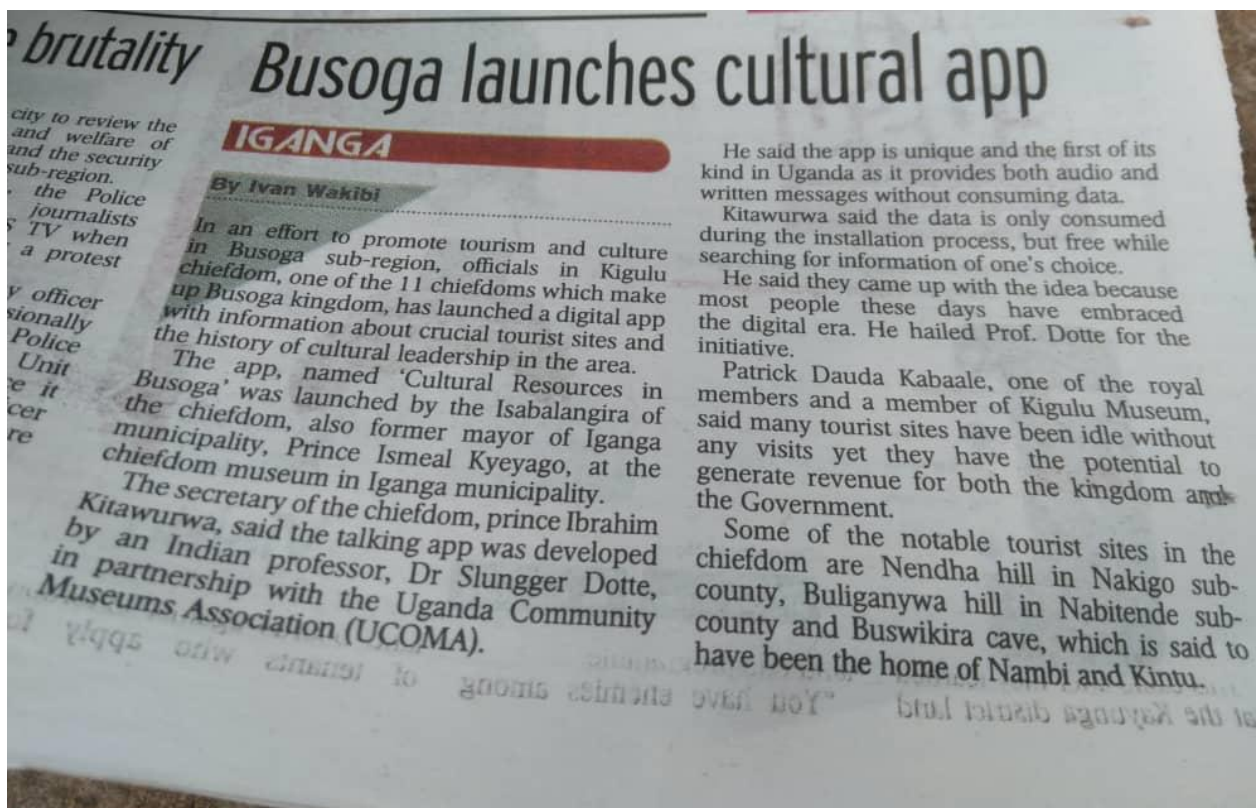 brutality
city to review the
and welfare of
and the security
sub-region.
the Police
journalists
TV when
a protest
officer
sionally
Police
Unit
it
cer
re
Busoga launches cultural app
IGANGA
By Ivan Wakibi
In an effort to promote tourism and culture
in Busoga sub-region, officials in Kigulu
chiefdom, one of the 11 chiefdoms which make
up Busoga kingdom, has launched a digital app
with information about crucial tourist sites and
the history of cultural leadership in the area.
The app, named ‘Cultural Resources in
Busoga’ was launched by the Isabalangira of
the chiefdom, also former mayor of Iganga
municipality, Prince Ismeal Kyeyago, at the
chiefdom museum in Iganga municipality.
The secretary of the chiefdom, prince Ibrahim
Kitawurwa, said the talking app was developed
by an Indian professor, Dr Slungger Dotte,
in partnership with the Uganda Community
Museums Association (UCOMA).
He said the app is unique and the first of its
kind in Uganda as it provides both audio and
written messages without consuming data.
Kitawurwa said the data is only consumed
during the installation process, but free while
searching for information of one’s choice.
He said they came up with the idea because
most people these days have embraced
the digital era. He hailed Prof. Dotte for the
initiative.
Patrick Dauda Kabaale, one of the royal
members and a member of Kigulu Museum,
said many tourist sites have been idle without
any visits yet they have the potential to
generate revenue for both the kingdom and
the Government.
Some of the notable tourist sites in the
chiefdom are Nendha hill in Nakigo sub-
county, Buliganywa hill in Nabitende sub-
county and Buswikira cave, which is said to
have been the home of Nambi and Kintu.